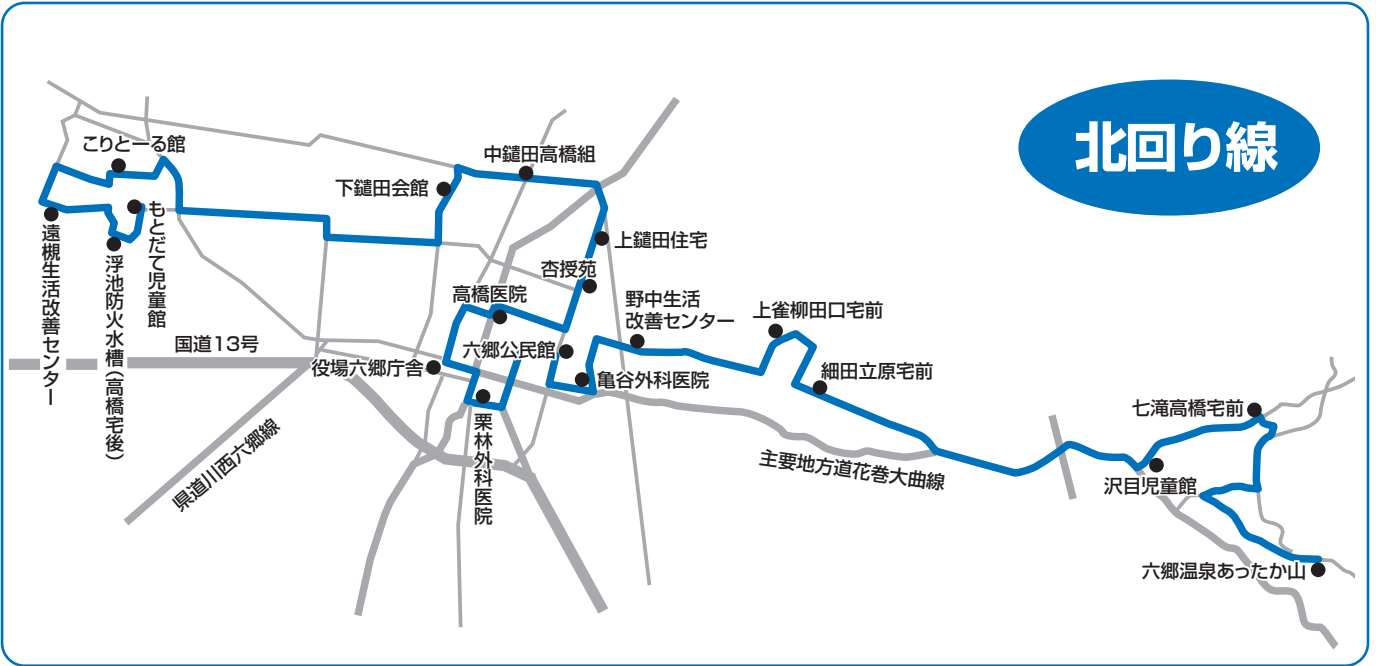 北回り線
こりとーる館
遠槻生活改善センター
浮池防火水槽（高橋宅後）
もとだて児童館
下鑓田会館
中鑓田高橋組
上鑓田住宅
杏授苑
高橋医院
国道13号
役場六郷庁舎
六郷公民館
亀谷外科医院
栗林外科医院
県道川西六郷線
野中生活
改善センター
上雀柳田口宅前
細田立原宅前
主要地方道花巻大曲線
七滝高橋宅前
沢目児童館
六郷温泉あったか山